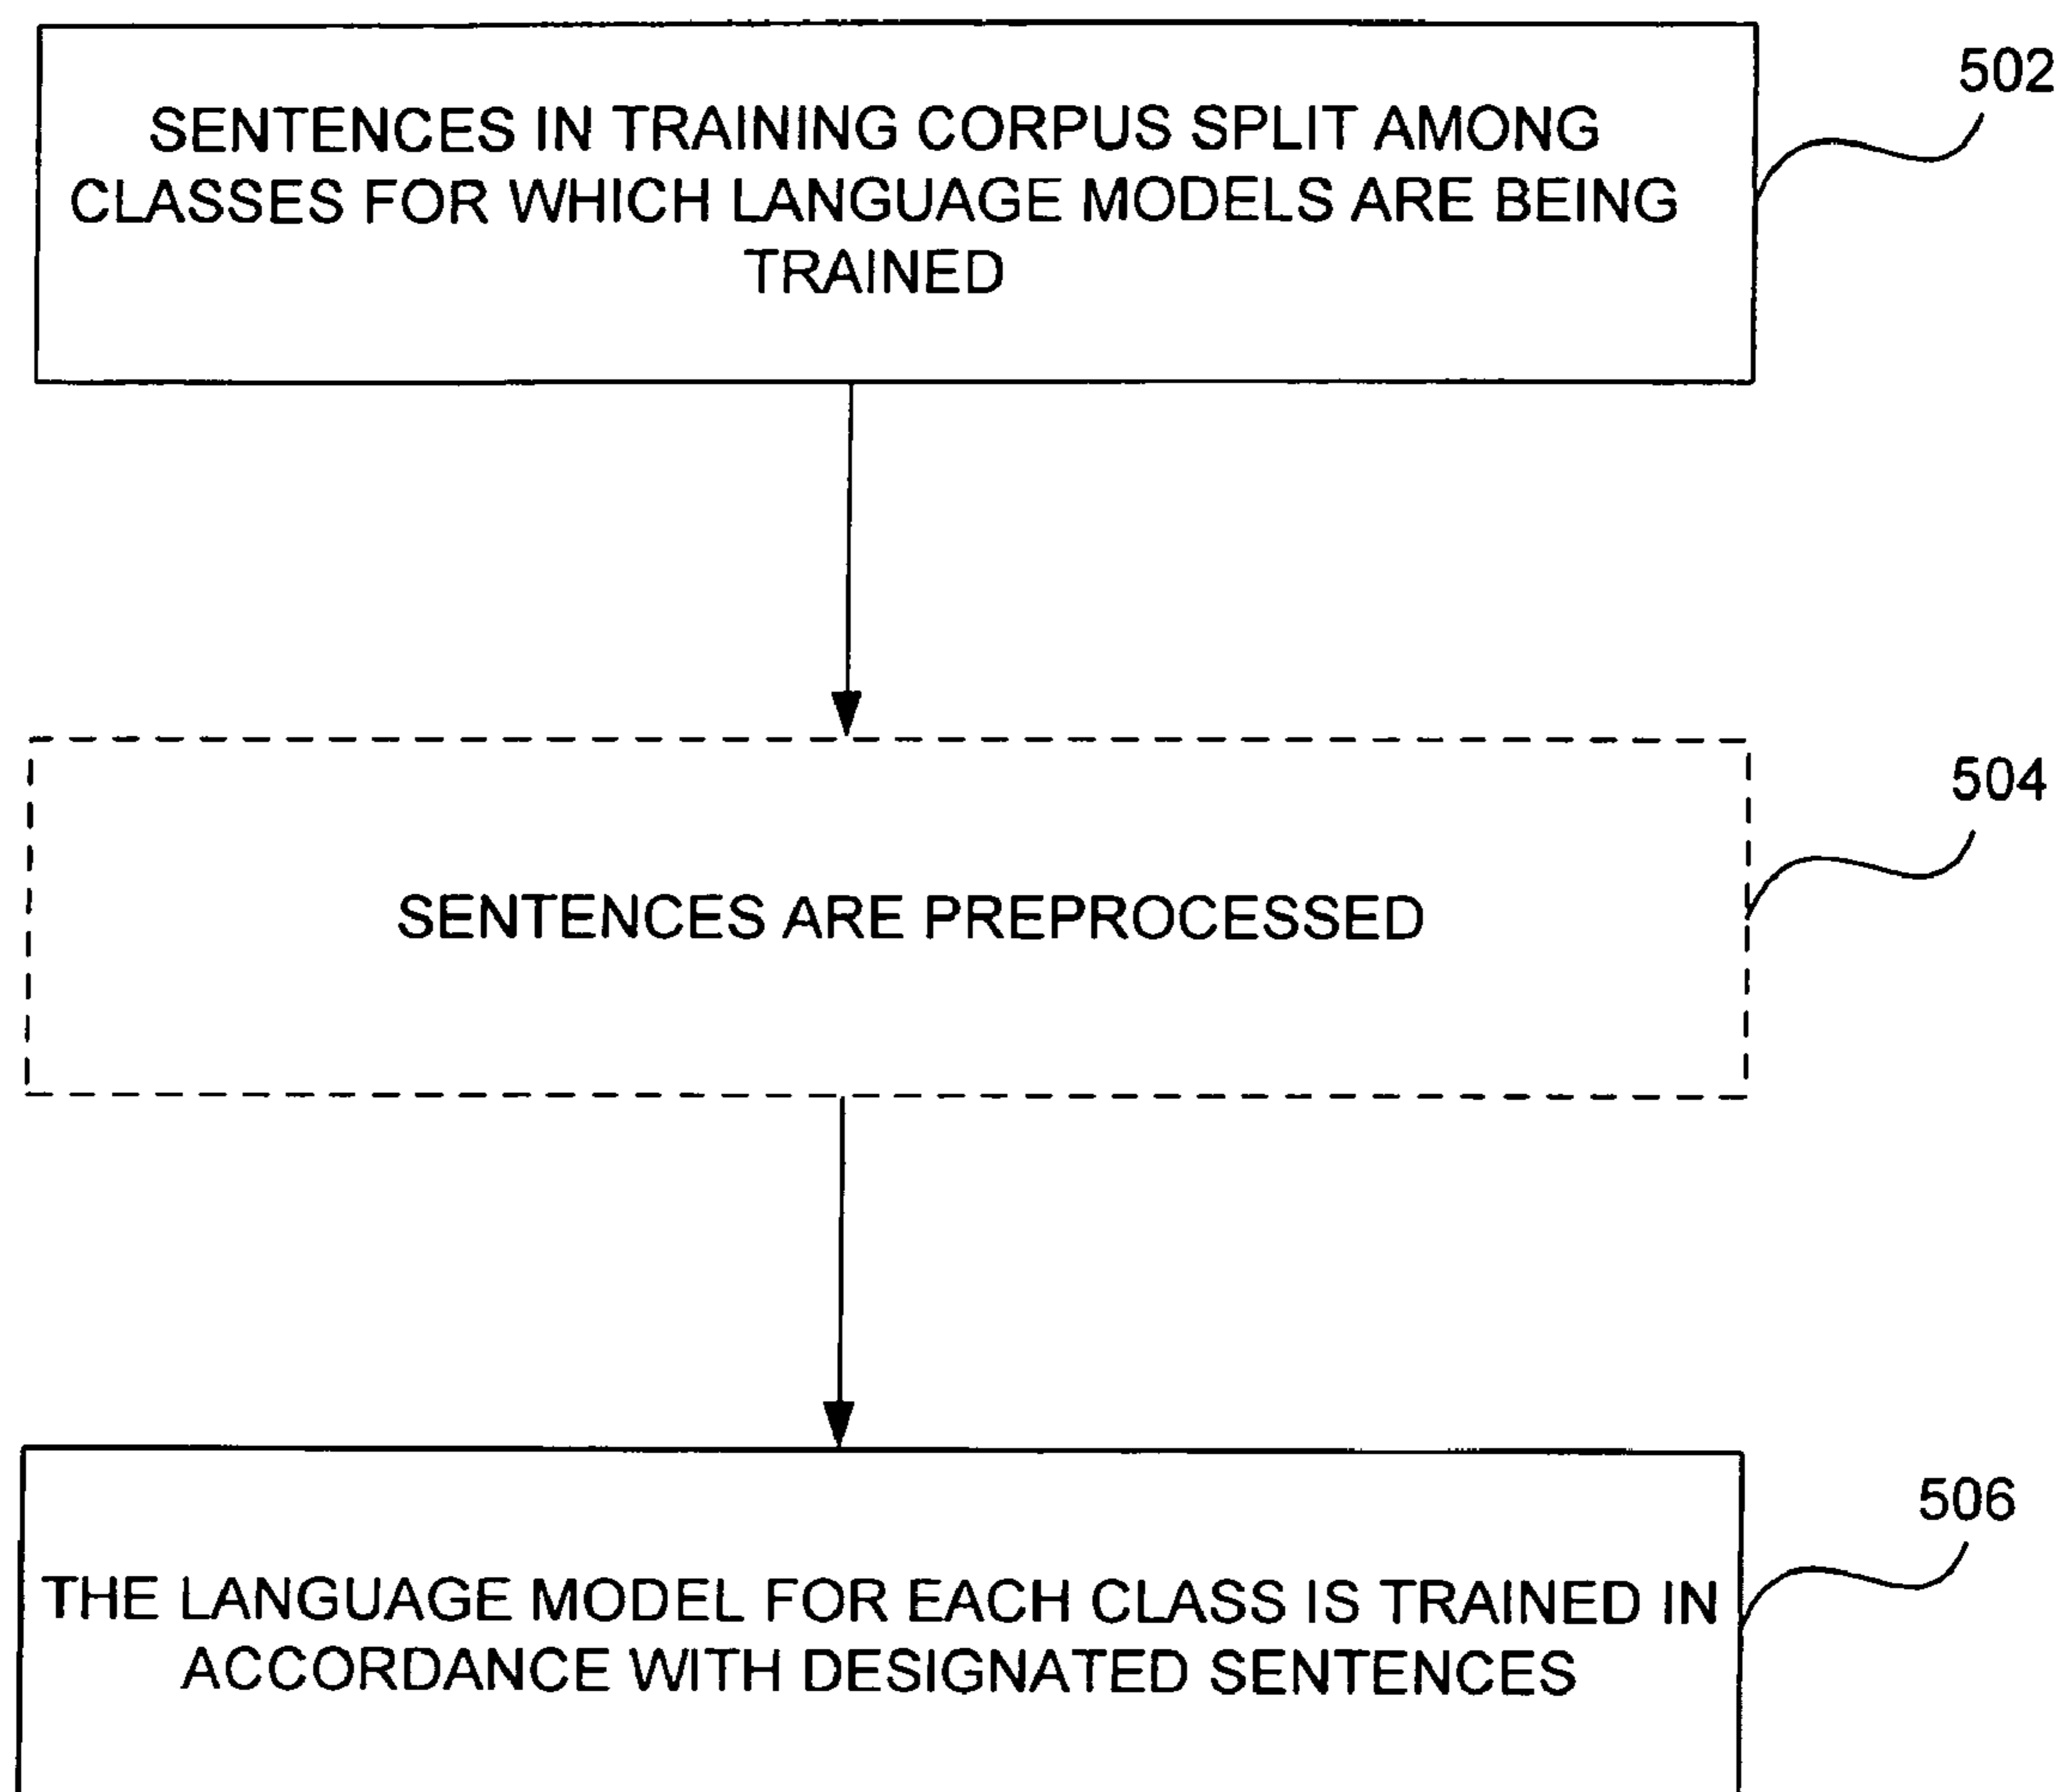 SENTENCES IN TRAINING CORPUS SPLIT AMONG
CLASSES FOR WHICH LANGUAGE MODELS ARE BEING
TRAINED
502
SENTENCES ARE PREPROCESSED
504
THE LANGUAGE MODEL FOR EACH CLASS IS TRAINED IN
ACCORDANCE WITH DESIGNATED SENTENCES
506